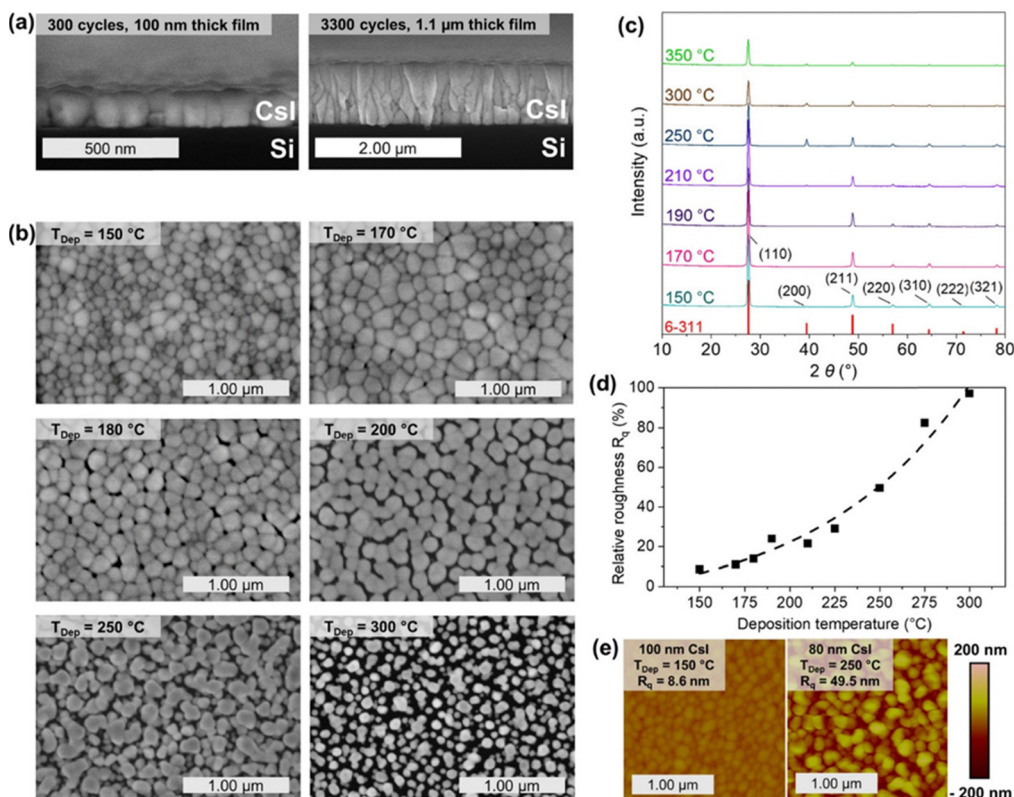 (a)
300 cycles, 100 nm thick film
CsI
Si
500 nm
3300 cycles, 1.1 µm thick film
CsI
Si
2.00 µm
(b)
T_Dep = 150 °C
1.00 µm
T_Dep = 170 °C
1.00 µm
T_Dep = 180 °C
1.00 µm
T_Dep = 200 °C
1.00 µm
T_Dep = 250 °C
1.00 µm
T_Dep = 300 °C
1.00 µm
(c)
Intensity (a.u.)
350 °C
300 °C
250 °C
210 °C
190 °C
170 °C
150 °C
6-311
(110)
(200)
(211)
(220)
(310)
(222)
(321)
10 20 30 40 50 60 70 80
2 θ (°)
(d)
Relative roughness R_q (%)
100
80
60
40
20
0
150 175 200 225 250 275 300
Deposition temperature (°C)
(e)
100 nm CsI
T_Dep = 150 °C
R_q = 8.6 nm
1.00 µm
80 nm CsI
T_Dep = 250 °C
R_q = 49.5 nm
1.00 µm
200 nm
- 200 nm